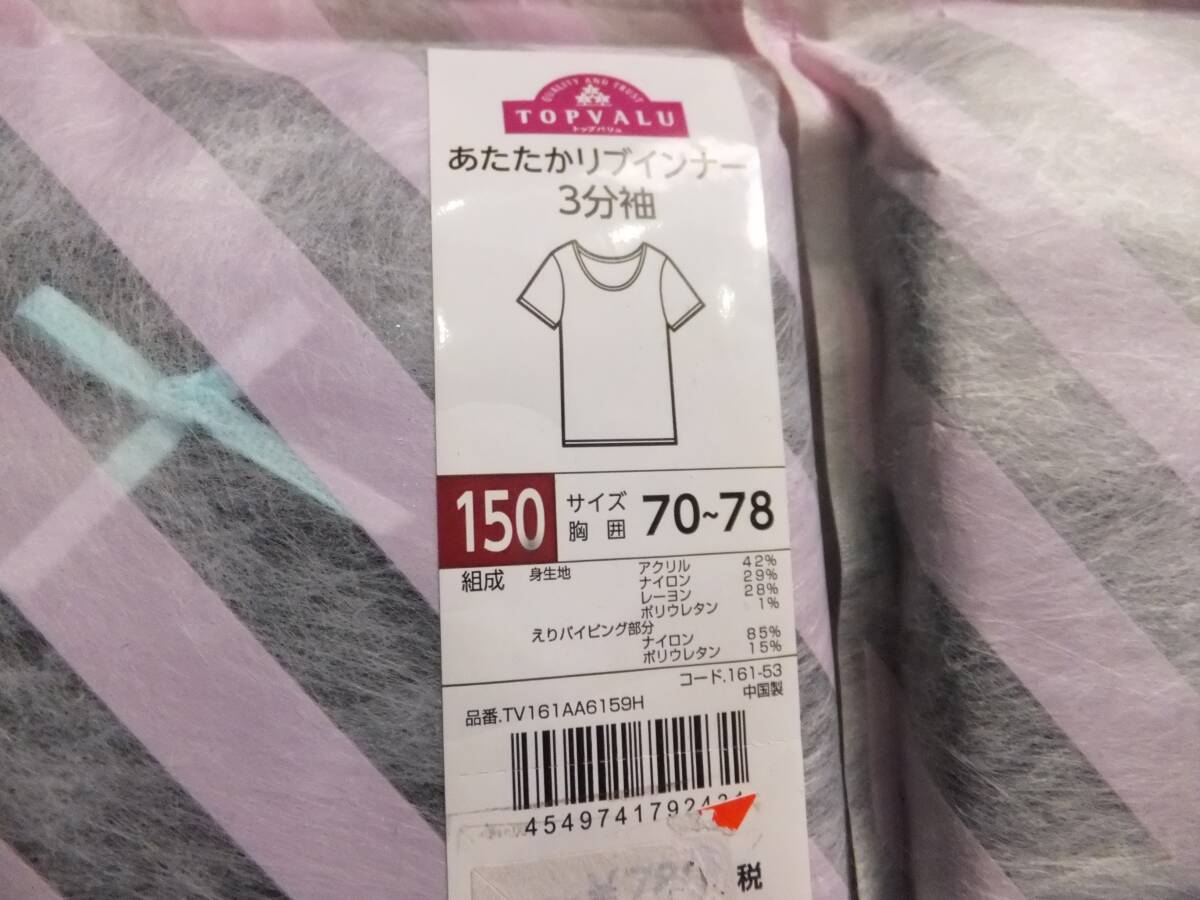 QUALITY AND TRUST
TOPVALU
トップバリュ
あたたかリブインナー
3分袖
150 サイズ 胸囲 70~78
組成 身生地 アクリル 42%
ナイロン 29%
レーヨン 28%
ポリウレタン 1%
えりパイピング部分
ナイロン 85%
ポリウレタン 15%
コード.161-53
中国製
品番.TV161AA6159H
4549741792431
税